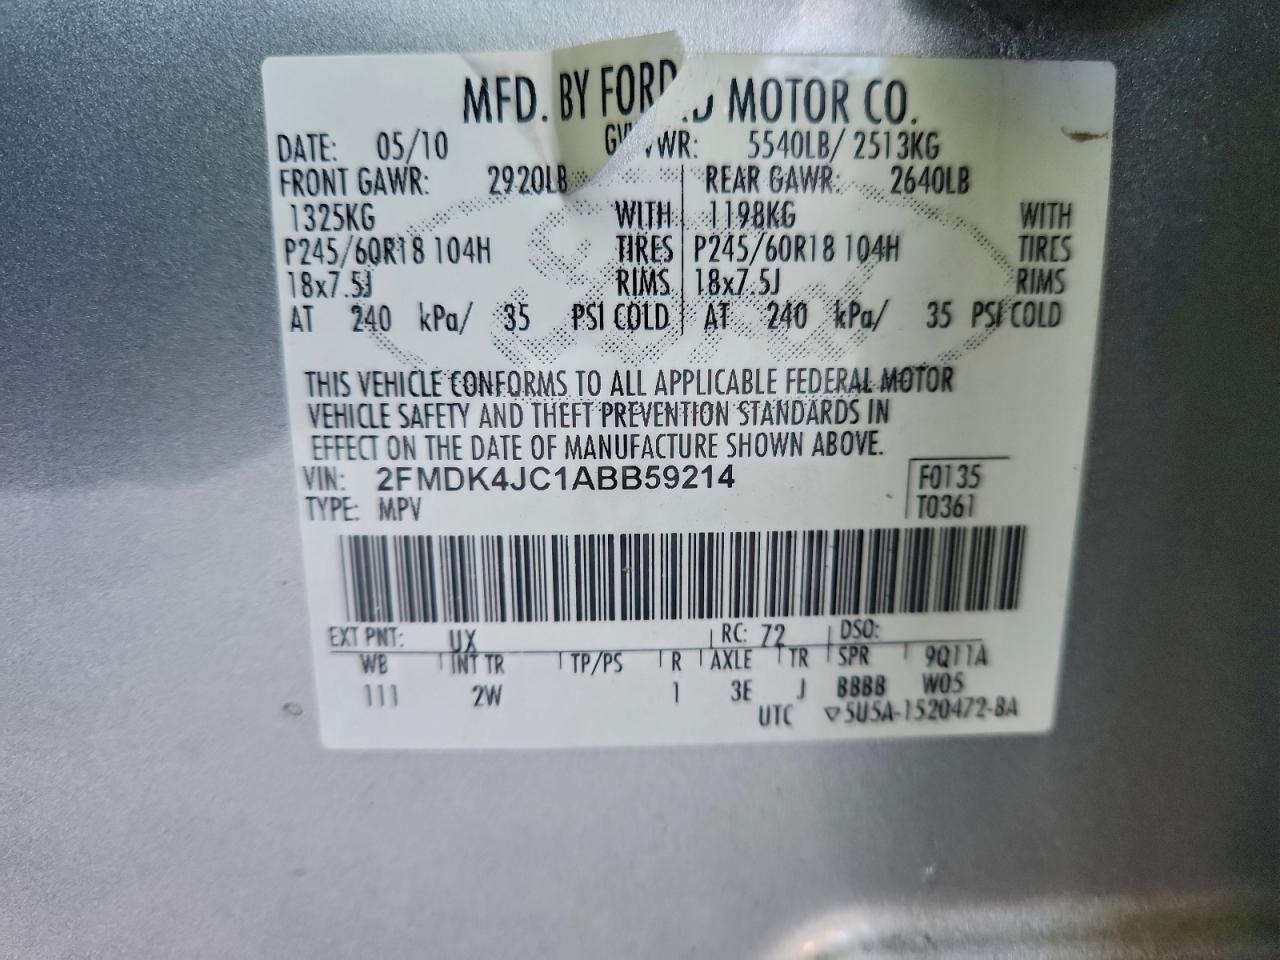 MFD. BY FORD MOTOR CO.
DATE: 05/10 GVWR: 5540LB/ 2513KG
FRONT GAWR: 2920LB REAR GAWR: 2640LB
1325KG WITH 1198KG WITH
P245/60R18 104H TIRES P245/60R18 104H TIRES
18x7.5J RIMS 18x7.5J RIMS
AT 240 kPa/ 35 PSI COLD AT 240 kPa/ 35 PSI COLD
THIS VEHICLE CONFORMS TO ALL APPLICABLE FEDERAL MOTOR
VEHICLE SAFETY AND THEFT PREVENTION STANDARDS IN
EFFECT ON THE DATE OF MANUFACTURE SHOWN ABOVE.
VIN: 2FMDK4JC1ABB59214 F0135
TYPE: MPV T0361
EXT PNT: UX RC: 72 DSO:
WB INT TR TP/PS R AXLE TR SPR 9Q11A
111 2W 1 3E J BBBB W05
UTC ▽5U5A-1520472-BA